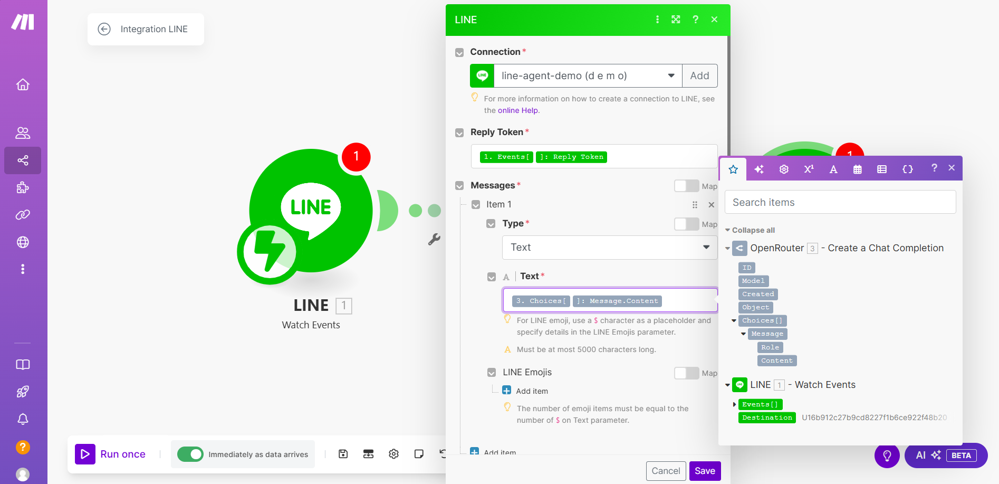 Integration LINE
LINE
1
LINE 1
Watch Events
Run once
Immediately as data arrives
LINE
?
Connection*
LINE
line-agent-demo (d e m o)
Add
For more information on how to create a connection to LINE, see
the online Help.
Reply Token*
1. Events[ ]: Reply Token
Messages*
Map
Item 1
Type*
Map
Text
A Text*
3. Choices[ ]: Message.Content
For LINE emoji, use a $ character as a placeholder and
specify details in the LINE Emojis parameter.
A Must be at most 5000 characters long.
LINE Emojis
Map
Add item
The number of emoji items must be equal to the
number of $ on Text parameter.
Add item
Cancel
Save
1
X¹
A
{}
?
Search items
Collapse all
OpenRouter 3 - Create a Chat Completion
ID
Model
Created
Object
Choices[]
Message
Role
Content
LINE 1 - Watch Events
Events[]
Destination U16b912c27b9cd8227f1b6ce922f48b20
AI BETA
?